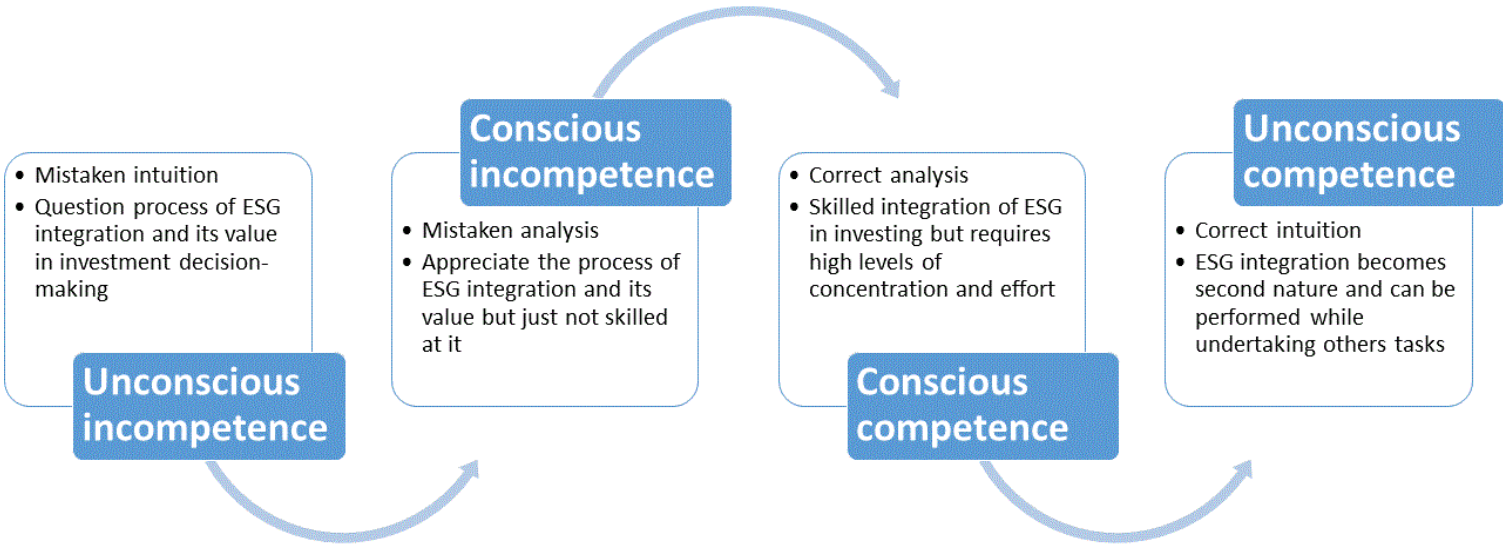 • Mistaken intuition
• Question process of ESG
integration and its value
in investment decision-
making
Unconscious
incompetence
Conscious
incompetence
• Mistaken analysis
• Appreciate the process of
ESG integration and its
value but just not skilled
at it
• Correct analysis
• Skilled integration of ESG
in investing but requires
high levels of
concentration and effort
Conscious
competence
Unconscious
competence
• Correct intuition
• ESG integration becomes
second nature and can be
performed while
undertaking others tasks